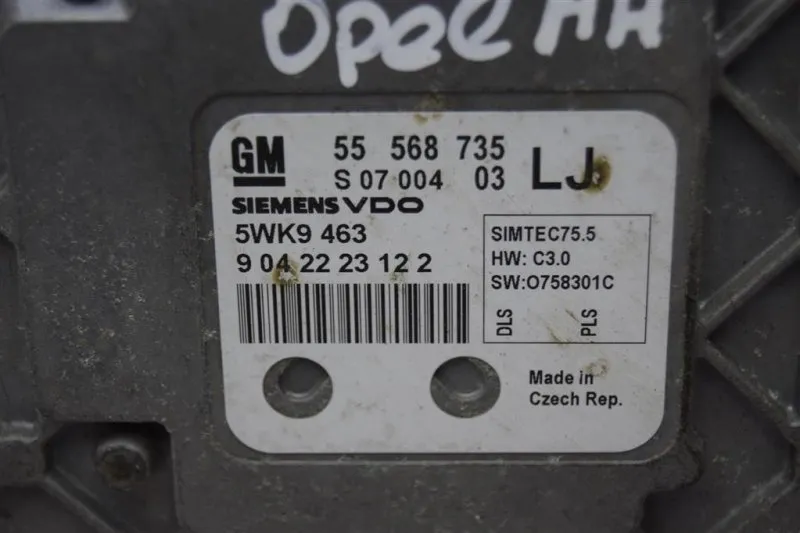 Opel AH
GM 55 568 735
S 07 004 03 LJ
SIEMENS VDO
5WK9 463
9 04 22 23 12 2
SIMTEC75.5
HW: C3.0
SW:O758301C
DLS PLS
Made in
Czech Rep.